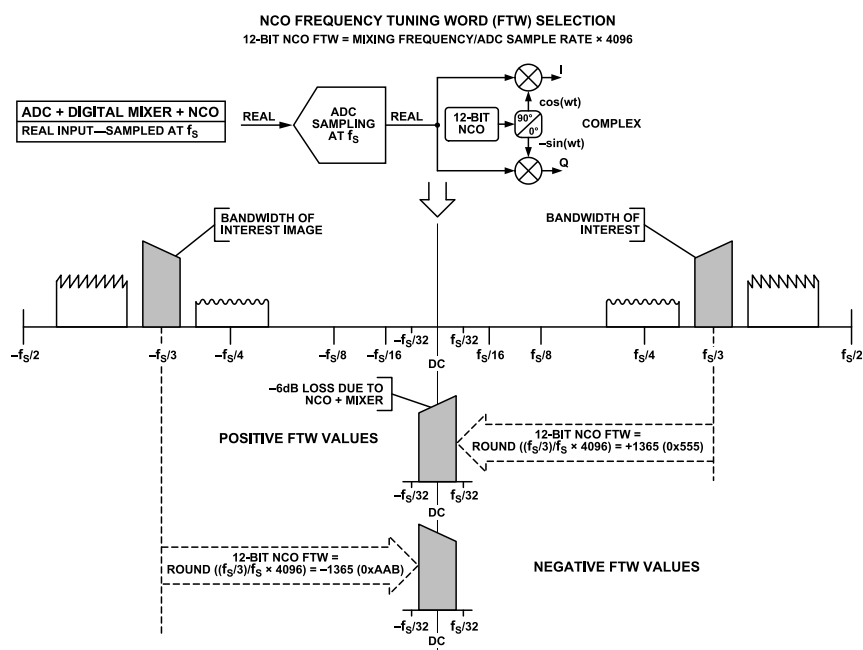 NCO FREQUENCY TUNING WORD (FTW) SELECTION
12-BIT NCO FTW = MIXING FREQUENCY/ADC SAMPLE RATE × 4096
ADC + DIGITAL MIXER + NCO
REAL INPUT—SAMPLED AT fS
REAL
ADC
SAMPLING
AT fS
REAL
12-BIT
NCO
90°
0°
I
cos(wt)
COMPLEX
–sin(wt)
Q
BANDWIDTH OF
INTEREST IMAGE
BANDWIDTH OF
INTEREST
–fS/2
–fS/3
–fS/4
–fS/8
–fS/16
–fS/32
DC
fS/32
fS/16
fS/8
fS/4
fS/3
fS/2
–6dB LOSS DUE TO
NCO + MIXER
POSITIVE FTW VALUES
12-BIT NCO FTW =
ROUND ((fS/3)/fS × 4096) = +1365 (0x555)
–fS/32
DC
fS/32
12-BIT NCO FTW =
ROUND ((fS/3)/fS × 4096) = –1365 (0xAAB)
NEGATIVE FTW VALUES
–fS/32
DC
fS/32